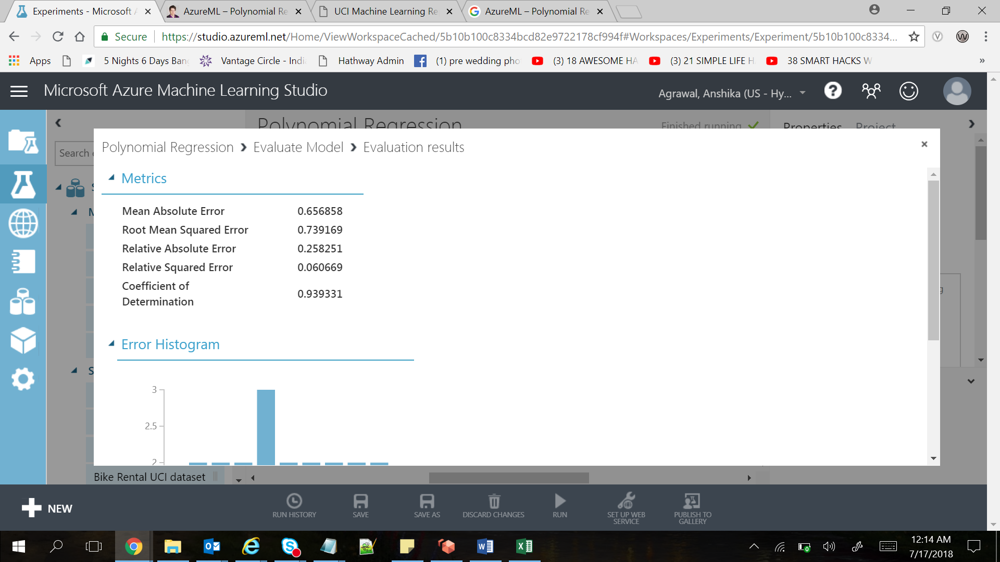 Experiments - Microsoft A
AzureML – Polynomial Re
UCI Machine Learning Re
AzureML – Polynomial Re
Secure
https://studio.azureml.net/Home/ViewWorkspaceCached/5b10b100c8334bcd82e9722178cf994f#Workspaces/Experiments/Experiment/5b10b100c8334...
Apps
5 Nights 6 Days Ban
Vantage Circle - Indi
Hathway Admin
(1) pre wedding pho
(3) 18 AWESOME HA
(3) 21 SIMPLE LIFE H
38 SMART HACKS W
»
Microsoft Azure Machine Learning Studio
Agrawal, Anshika (US - Hy...
Polynomial Regression
Finished running
Properties
Project
Search e
Polynomial Regression › Evaluate Model › Evaluation results
Metrics
Mean Absolute Error 0.656858
Root Mean Squared Error 0.739169
Relative Absolute Error 0.258251
Relative Squared Error 0.060669
Coefficient of
Determination 0.939331
Error Histogram
3
2.5
2
Bike Rental UCI dataset
NEW
RUN HISTORY
SAVE
SAVE AS
DISCARD CHANGES
RUN
SET UP WEB
SERVICE
PUBLISH TO
GALLERY
12:14 AM
7/17/2018